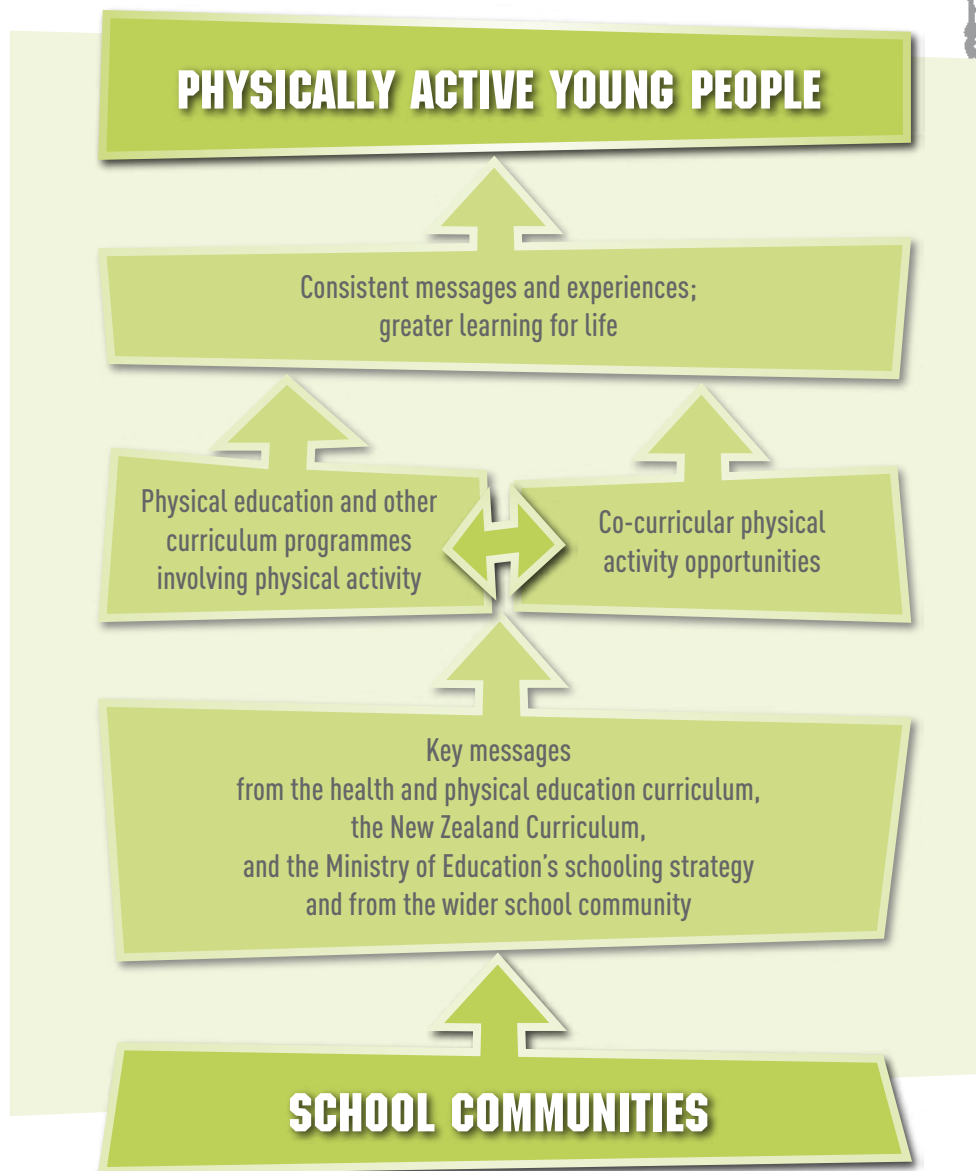 PHYSICALLY ACTIVE YOUNG PEOPLE
Consistent messages and experiences;
greater learning for life
Physical education and other
curriculum programmes
involving physical activity
Co-curricular physical
activity opportunities
Key messages
from the health and physical education curriculum,
the New Zealand Curriculum,
and the Ministry of Education's schooling strategy
and from the wider school community
SCHOOL COMMUNITIES